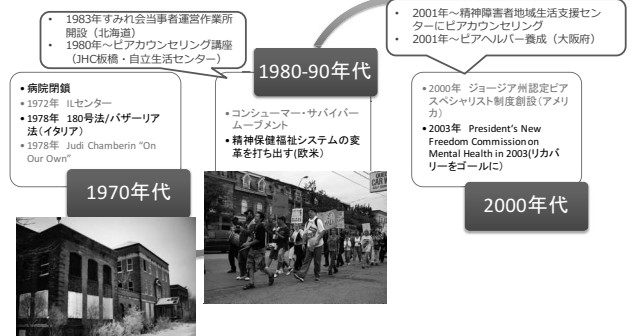 • 1983年すみれ会当事者運営作業所
開設（北海道）
• 1980年～ピアカウンセリング講座
（JHC板橋・自立生活センター）
• 2001年～精神障害者地域生活支援セン
ターにピアカウンセリング
• 2001年～ピアヘルパー養成（大阪府）
1980-90年代
• 病院閉鎖
• 1972年 ILセンター
• 1978年 180号法/バザーリア
法（イタリア）
• 1978年 Judi Chamberin “On
Our Own”
1970年代
• コンシューマー・サバイバー
ムーブメント
• 精神保健福祉システムの変
革を打ち出す(欧米）
• 2000年 ジョージア州認定ピア
スペシャリスト制度創設（アメリ
カ）
• 2003年 President’s New
Freedom Commission on
Mental Health in 2003(リカバ
リーをゴールに）
2000年代